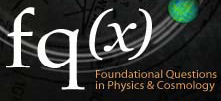 fq(x)
Foundational Questions
in Physics & Cosmology